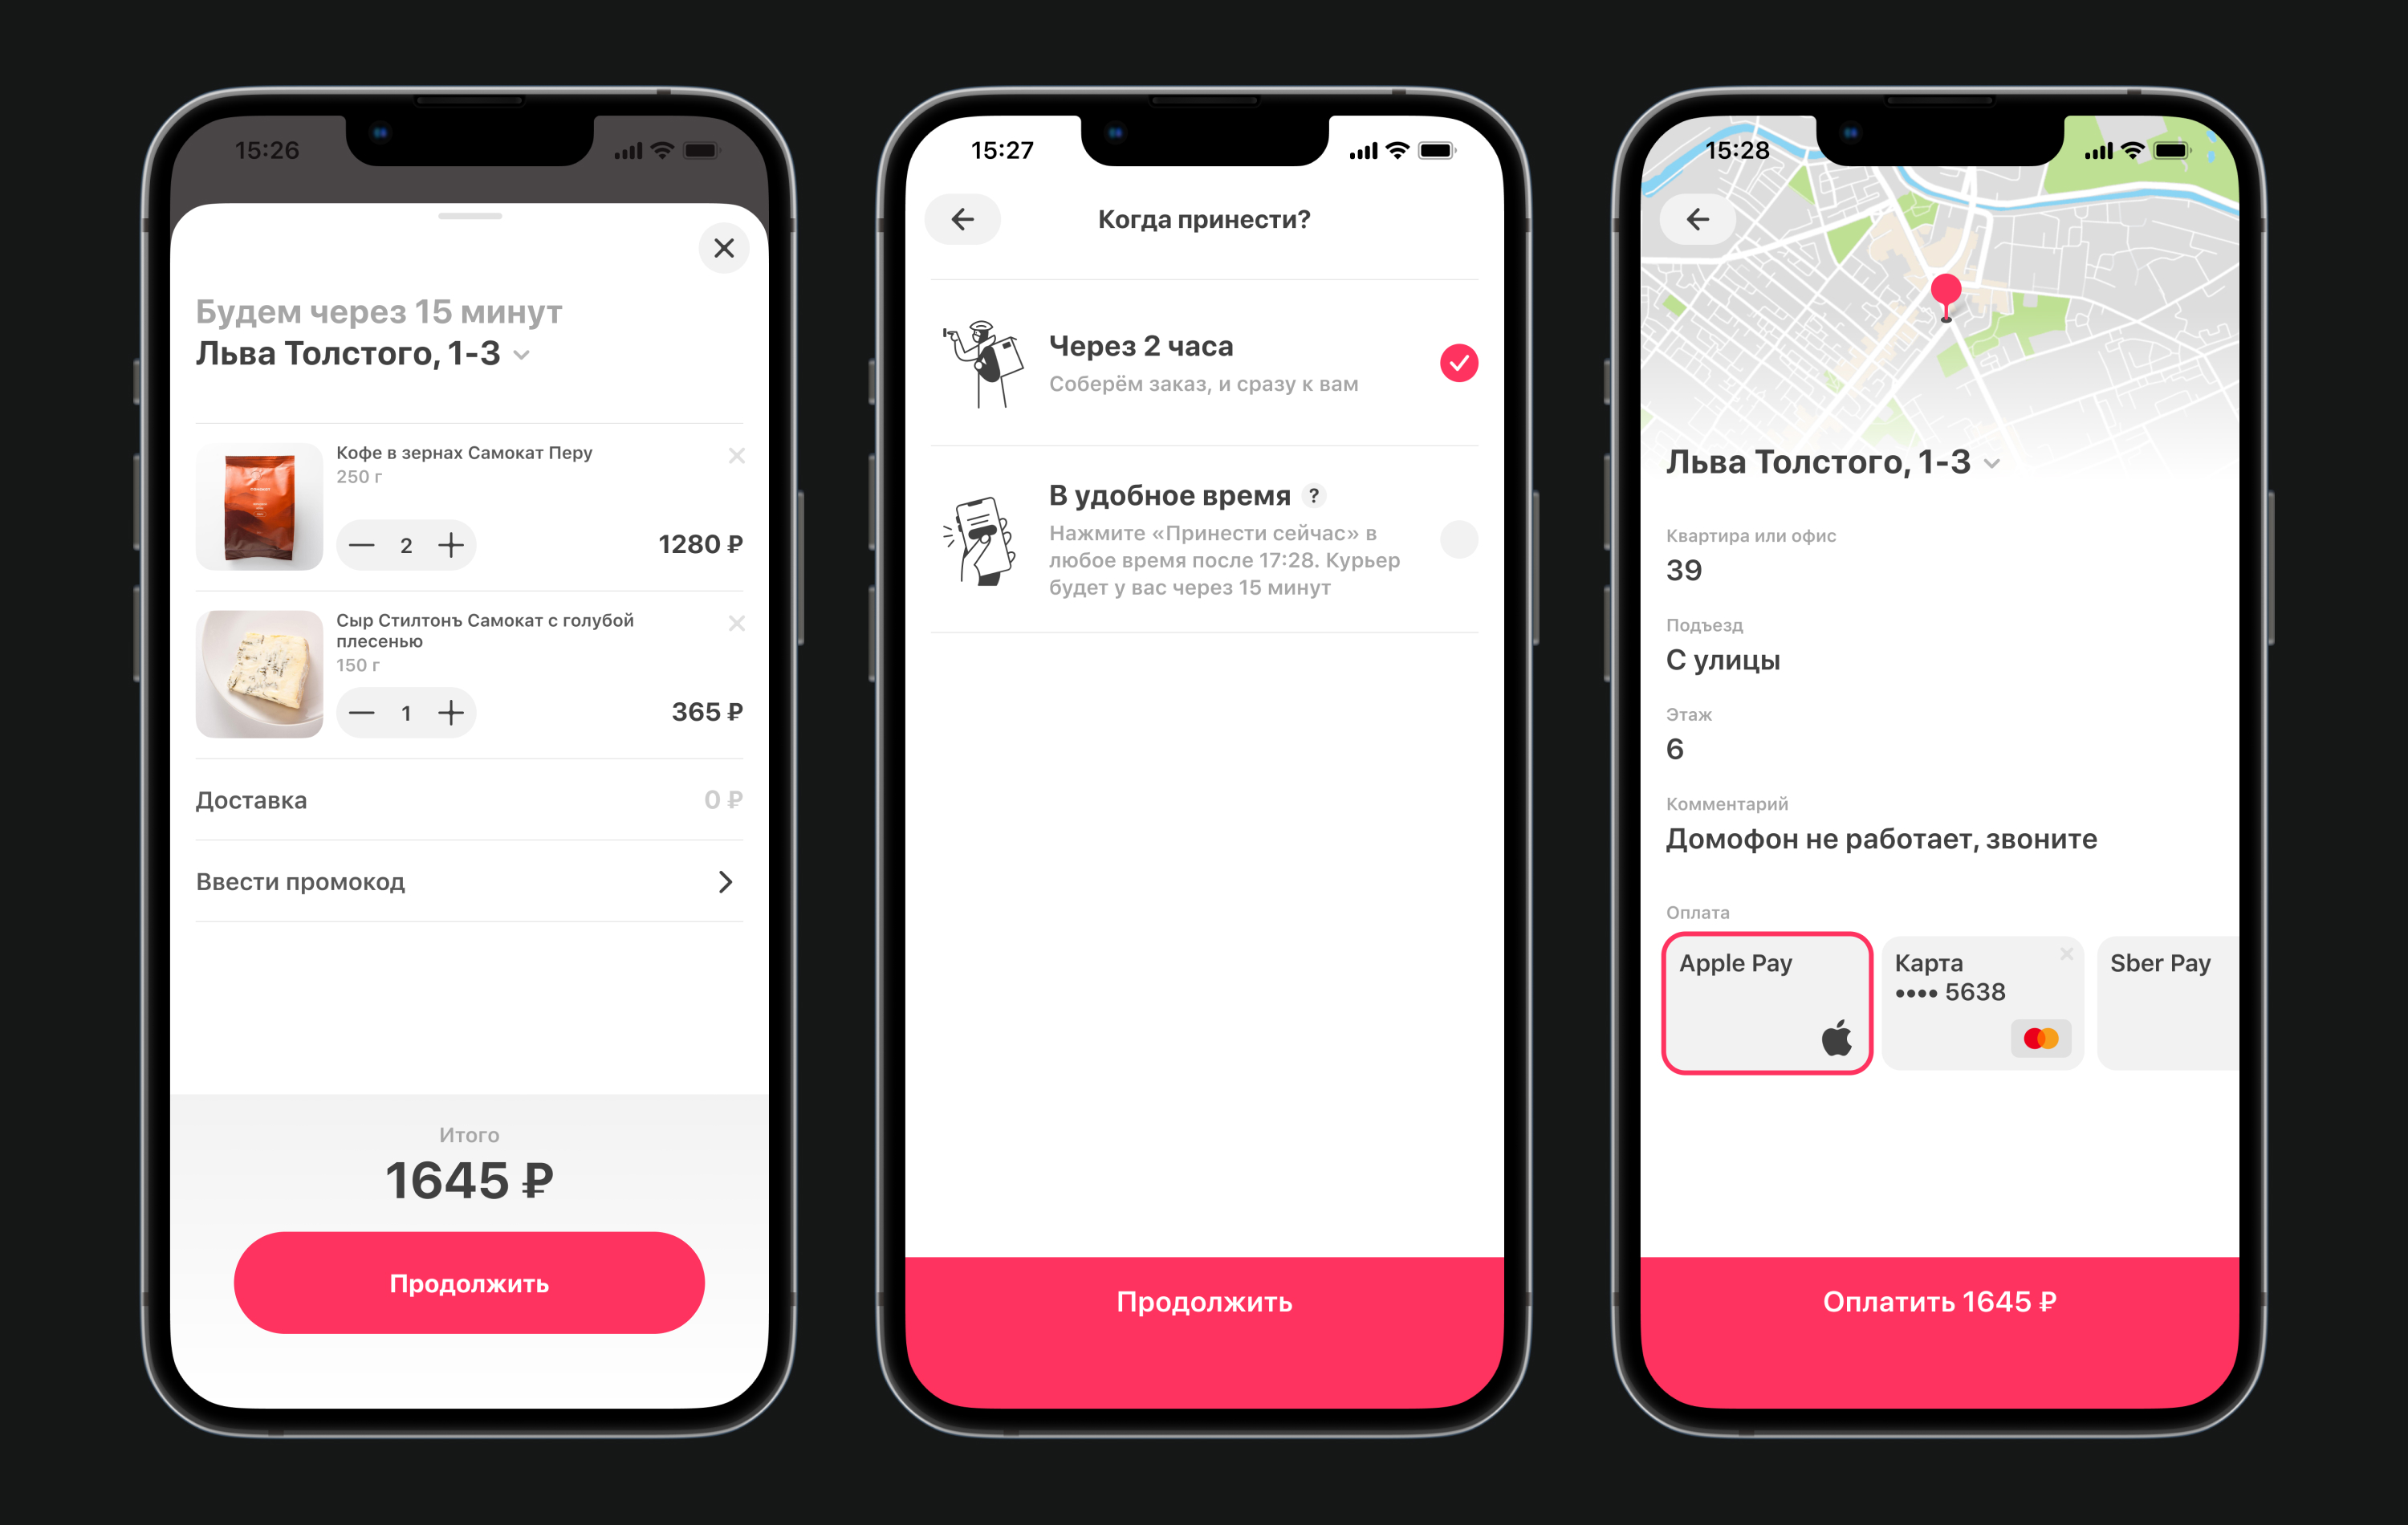 15:26
Будем через 15 минут
Льва Толстого, 1-3
Кофе в зернах Самокат Перу
250 г
2
1280 ₽
Сыр Стилтонъ Самокат с голубой
плесенью
150 г
1
365 ₽
Доставка
0 ₽
Ввести промокод
Итого
1645 ₽
Продолжить
15:27
Когда принести?
Через 2 часа
Соберём заказ, и сразу к вам
В удобное время ?
Нажмите «Принести сейчас» в
любое время после 17:28. Курьер
будет у вас через 15 минут
Продолжить
15:28
Льва Толстого, 1-3
Квартира или офис
39
Подъезд
С улицы
Этаж
6
Комментарий
Домофон не работает, звоните
Оплата
Apple Pay
Карта
•••• 5638
Sber Pay
Оплатить 1645 ₽